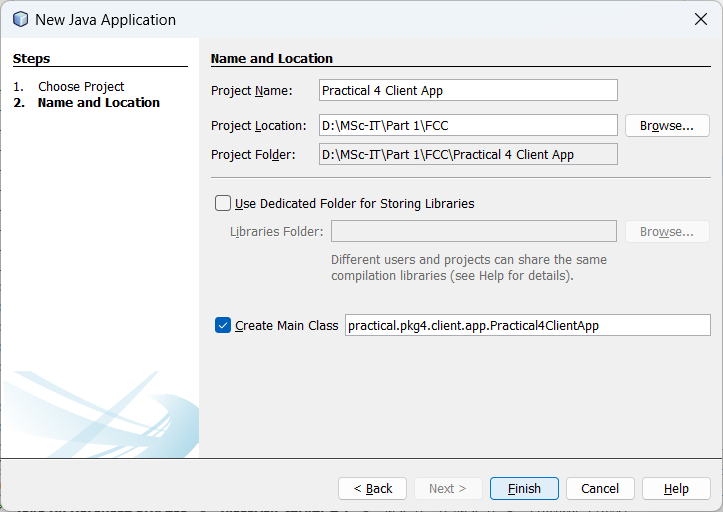 New Java Application
Steps
1. Choose Project
2. Name and Location
Name and Location
Project Name: Practical 4 Client App
Project Location: D:\MSc-IT\Part 1\FCC Browse...
Project Folder: D:\MSc-IT\Part 1\FCC\Practical 4 Client App
Use Dedicated Folder for Storing Libraries
Libraries Folder: Browse...
Different users and projects can share the same
compilation libraries (see Help for details).
Create Main Class practical.pkg4.client.app.Practical4ClientApp
< Back Next > Finish Cancel Help